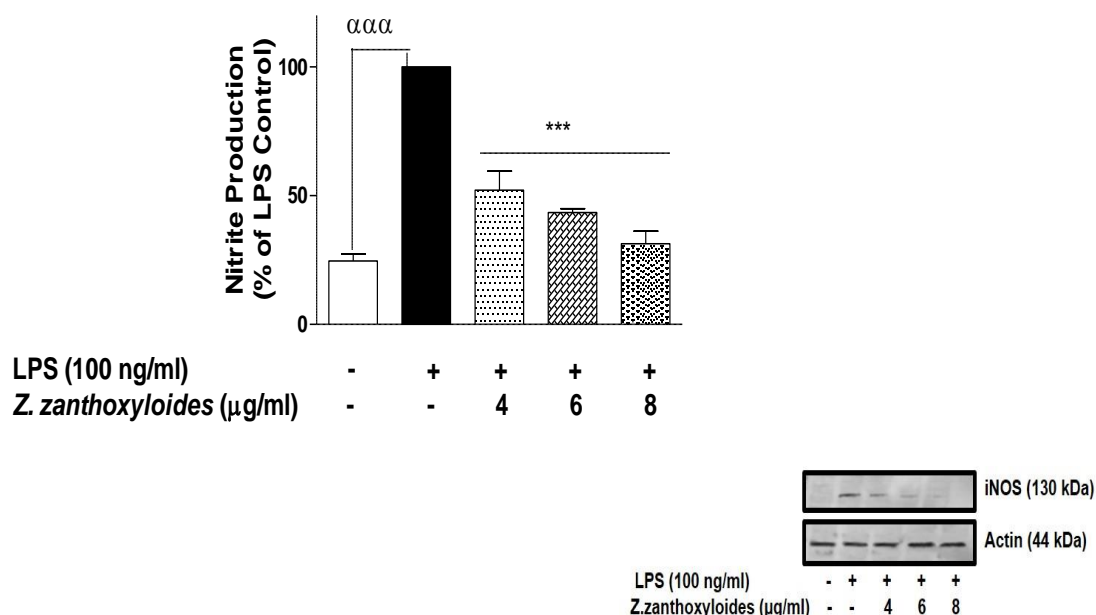 ααα
Nitrite Production
(% of LPS Control)
100
***
50
0
LPS (100 ng/ml) - + + + +
Z. zanthoxyloides (μg/ml) - - 4 6 8
iNOS (130 kDa)
Actin (44 kDa)
LPS (100 ng/ml) - + + + +
Z.zanthoxyloides (μg/ml) - - 4 6 8